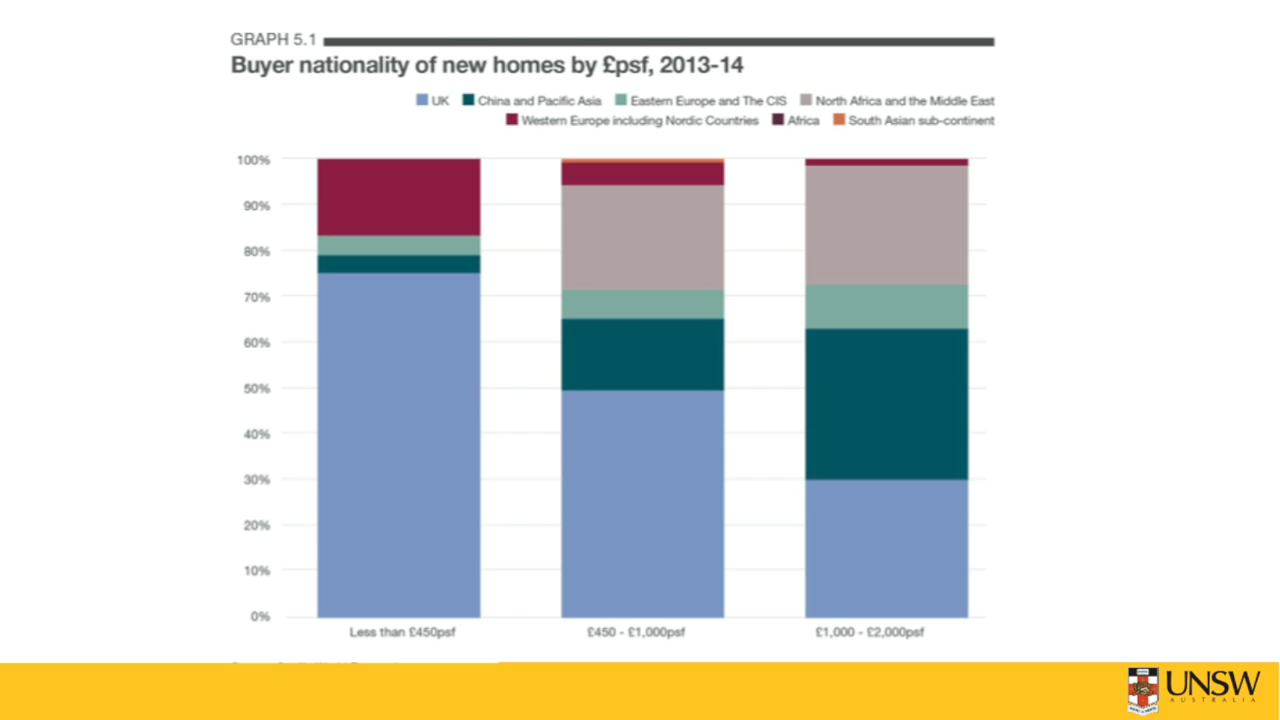 GRAPH 5.1
Buyer nationality of new homes by £psf, 2013-14
UK China and Pacific Asia Eastern Europe and The CIS North Africa and the Middle East
Western Europe including Nordic Countries Africa South Asian sub-continent
100%
90%
80%
70%
60%
50%
40%
30%
20%
10%
0%
Less than £450psf £450 - £1,000psf £1,000 - £2,000psf
UNSW
AUSTRALIA